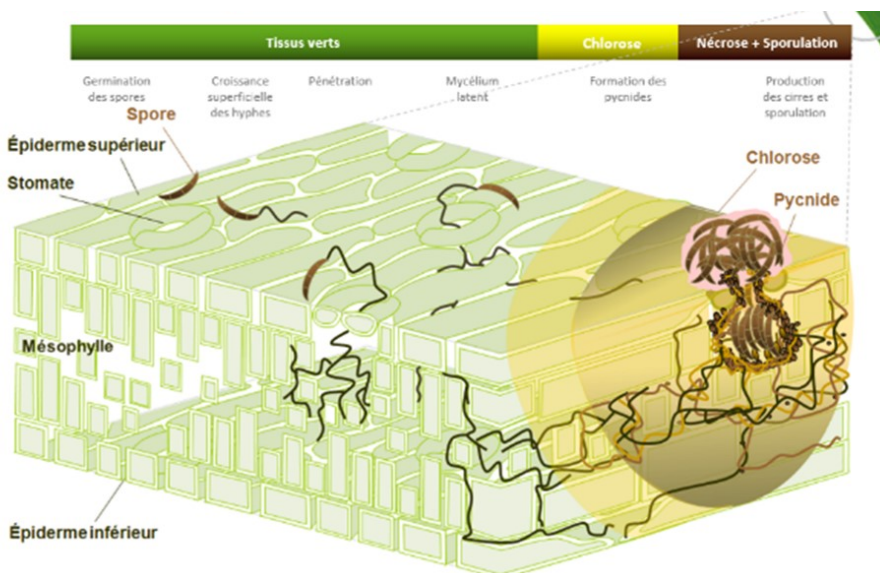 Tissus verts
Chlorose
Nécrose + Sporulation
Germination
des spores
Croissance
superficielle
des hyphes
Pénétration
Mycélium
latent
Formation des
pycnides
Production
des cirres et
sporulation
Spore
Épiderme supérieur
Stomate
Chlorose
Pycnide
Mésophylle
Épiderme inférieur